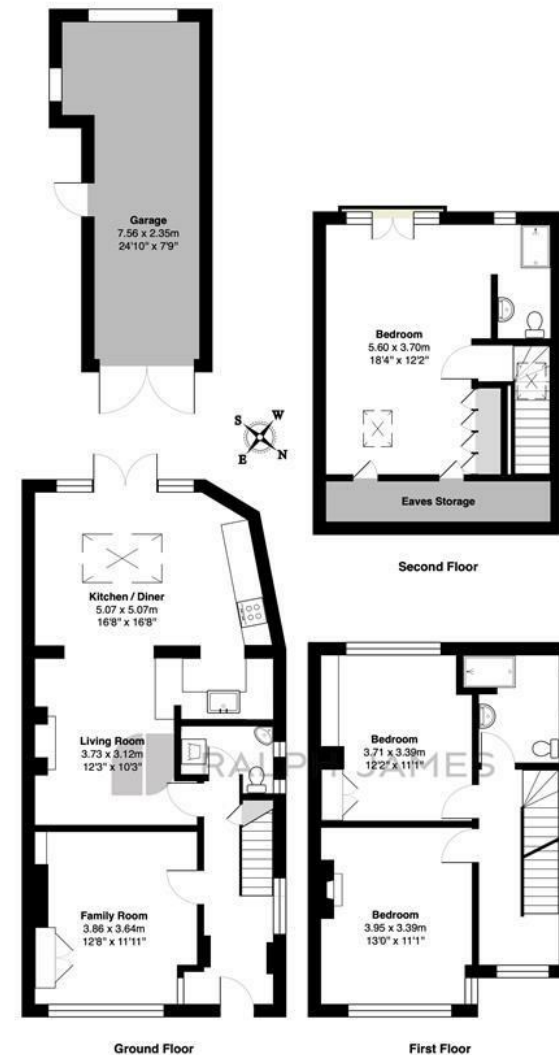 Garage
7.56 x 2.35m
24'10" x 7'9"
S
W
E
N
Bedroom
5.60 x 3.70m
18'4" x 12'2"
Eaves Storage
Second Floor
Kitchen / Diner
5.07 x 5.07m
16'8" x 16'8"
Living Room
3.73 x 3.12m
12'3" x 10'3"
RALPH JAMES
Bedroom
3.71 x 3.39m
12'2" x 11'1"
Family Room
3.86 x 3.64m
12'8" x 11'11"
Bedroom
3.95 x 3.39m
13'0" x 11'1"
Ground Floor
First Floor